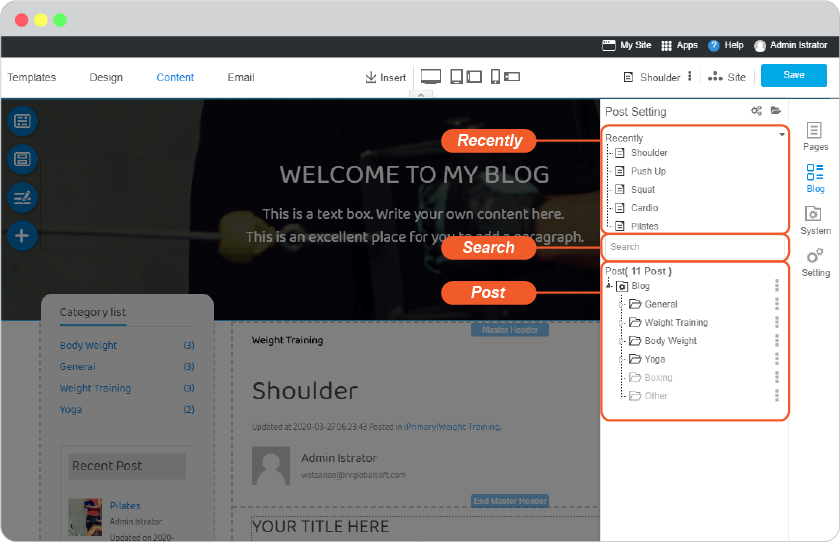 My Site Apps ? Help Admin Istrator
Templates Design Content Email Insert Shoulder Site Save
Post Setting
Recently
Recently
Shoulder
Push Up
Squat
Cardio
Pilates
Pages
Blog
System
Setting
WELCOME TO MY BLOG
This is a text box. Write your own content here.
This is an excellent place for you to add a paragraph.
Search
Search
Post
Post( 11 Post )
Blog
General
Weight Training
Body Weight
Yoga
Boxing
Other
Category list
Body Weight (3)
General (3)
Weight Training (3)
Yoga (2)
Recent Post
Pilates
Admin Istrator
Updated on 2020-
Master Header
Weight Training
Shoulder
Updated at 2020-03-27 06:23:43 Posted in (Primary)Weight Training,
Admin Istrator
watsanan@rvglobalsoft.com
End Master Header
YOUR TITLE HERE